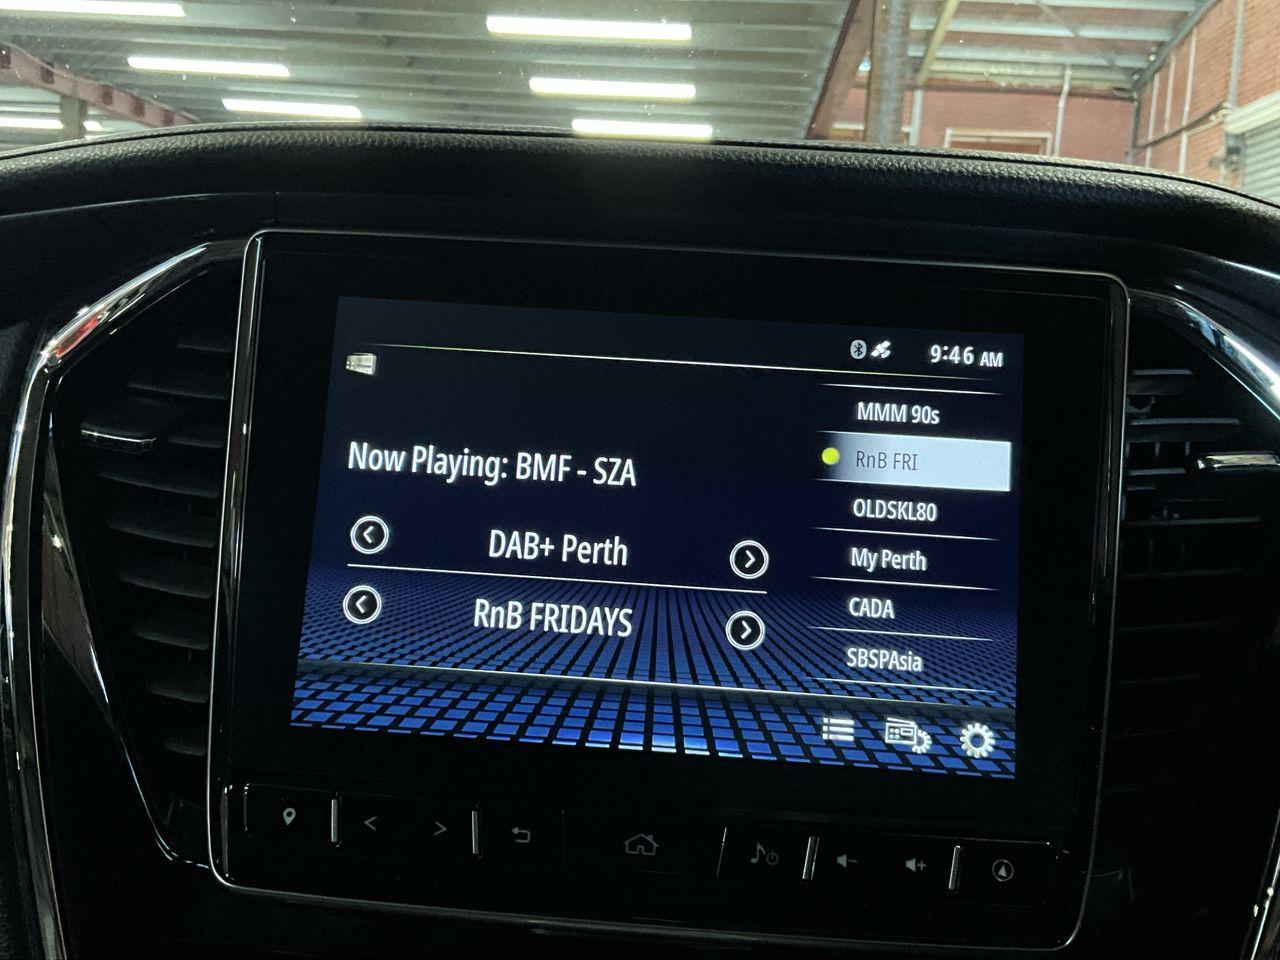 9:46 AM
Now Playing: BMF - SZA
DAB+ Perth
RnB FRIDAYS
MMM 90s
RnB FRI
OLDSKL80
My Perth
CADA
SBSPAsia